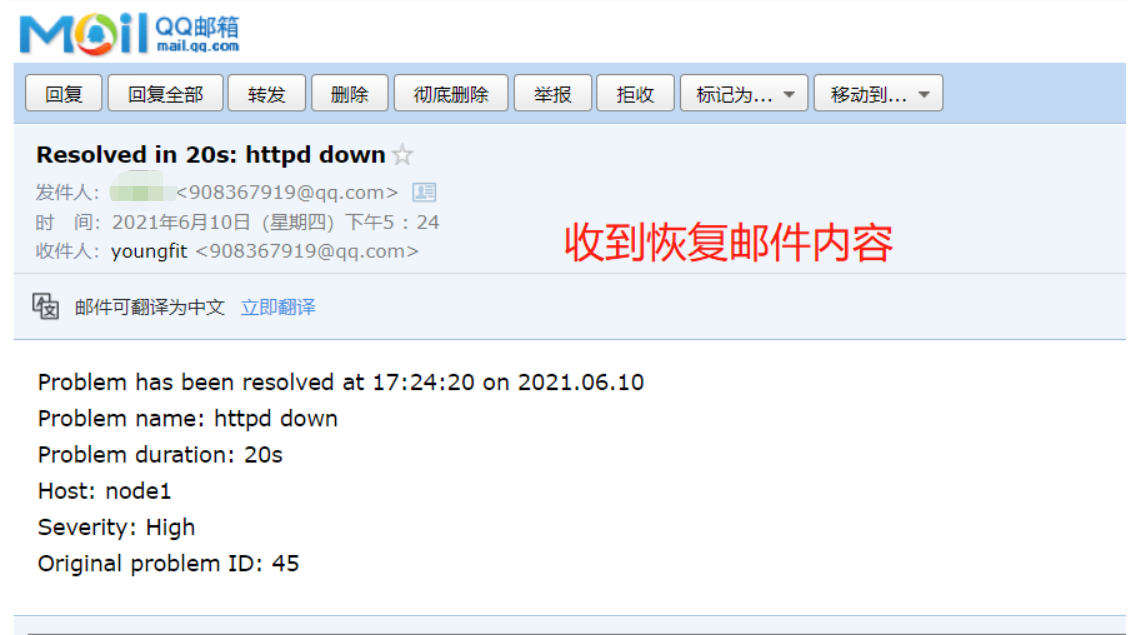 Mail QQ邮箱
mail.qq.com
回复 回复全部 转发 删除 彻底删除 举报 拒收 标记为... 移动到...
Resolved in 20s: httpd down
发件人: <908367919@qq.com>
时 间: 2021年6月10日 (星期四) 下午5:24
收件人: youngfit <908367919@qq.com>
收到恢复邮件内容
邮件可翻译为中文 立即翻译
Problem has been resolved at 17:24:20 on 2021.06.10
Problem name: httpd down
Problem duration: 20s
Host: node1
Severity: High
Original problem ID: 45